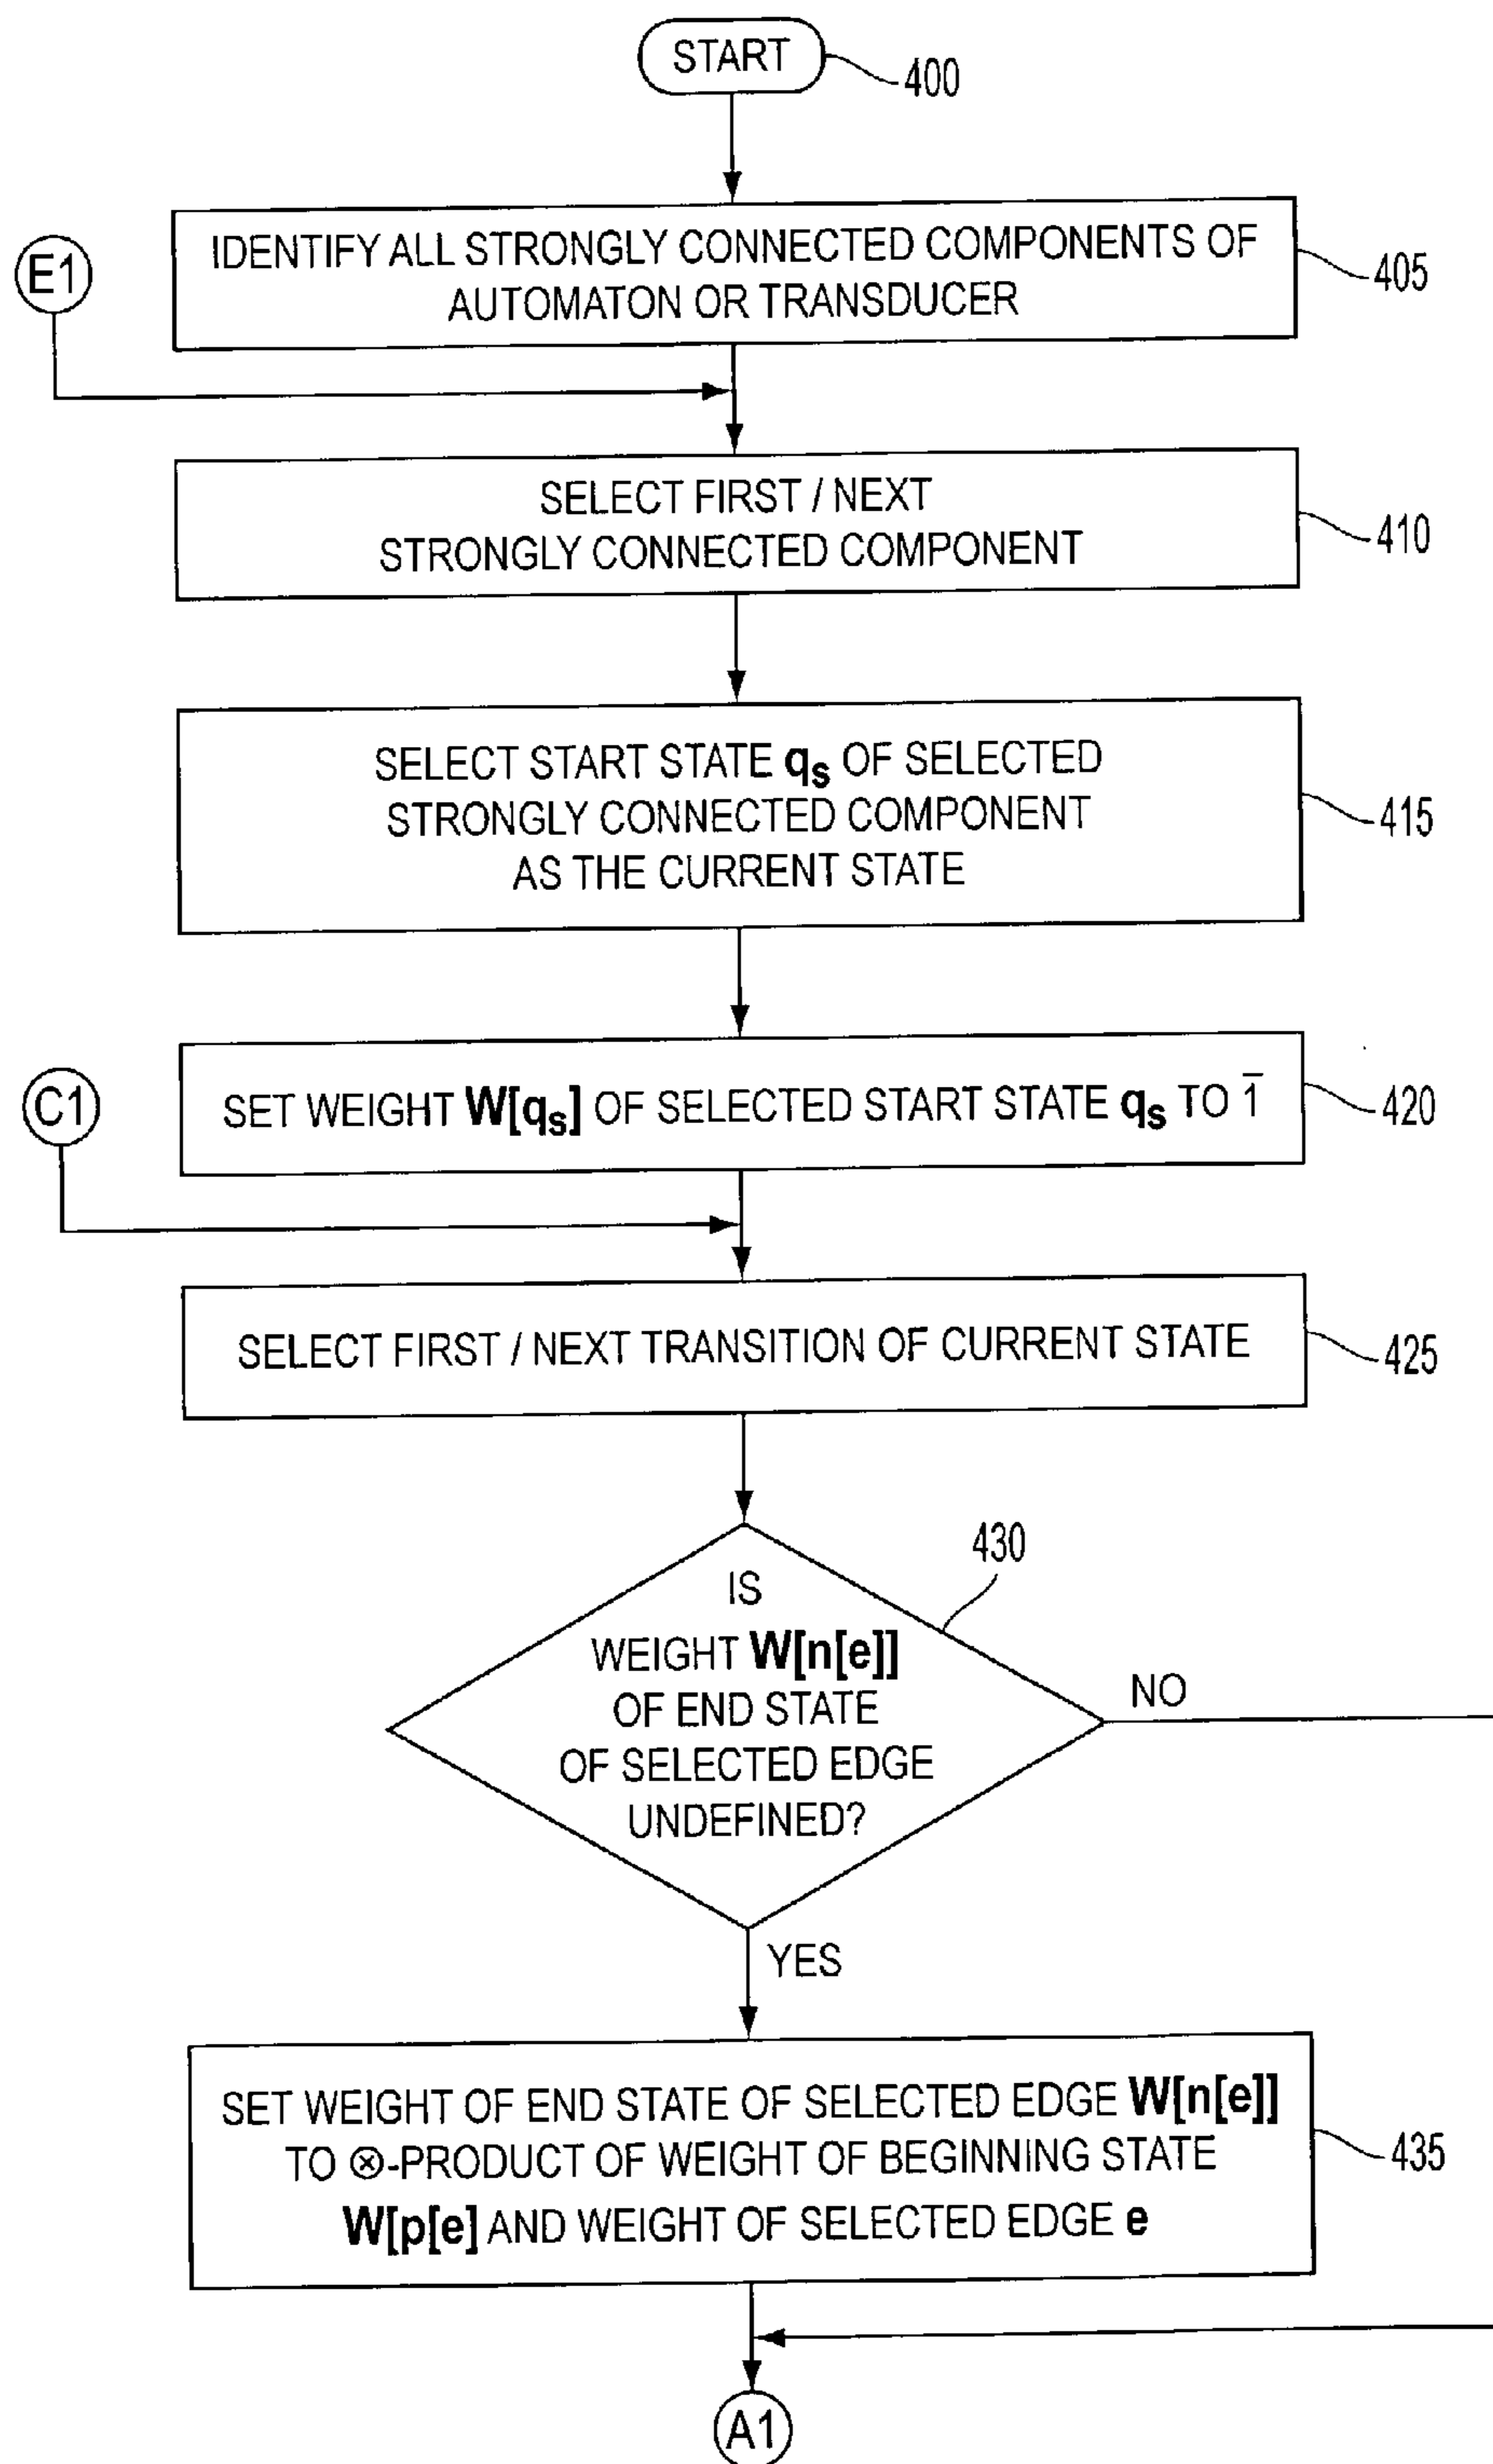 START
400
E1
IDENTIFY ALL STRONGLY CONNECTED COMPONENTS OF
AUTOMATON OR TRANSDUCER
405
SELECT FIRST / NEXT
STRONGLY CONNECTED COMPONENT
410
SELECT START STATE qs OF SELECTED
STRONGLY CONNECTED COMPONENT
AS THE CURRENT STATE
415
C1
SET WEIGHT W[qs] OF SELECTED START STATE qs TO 1̅
420
SELECT FIRST / NEXT TRANSITION OF CURRENT STATE
425
430
IS
WEIGHT W[n[e]]
OF END STATE
OF SELECTED EDGE
UNDEFINED?
NO
YES
SET WEIGHT OF END STATE OF SELECTED EDGE W[n[e]]
TO ⊗-PRODUCT OF WEIGHT OF BEGINNING STATE
W[p[e] AND WEIGHT OF SELECTED EDGE e
435
A1